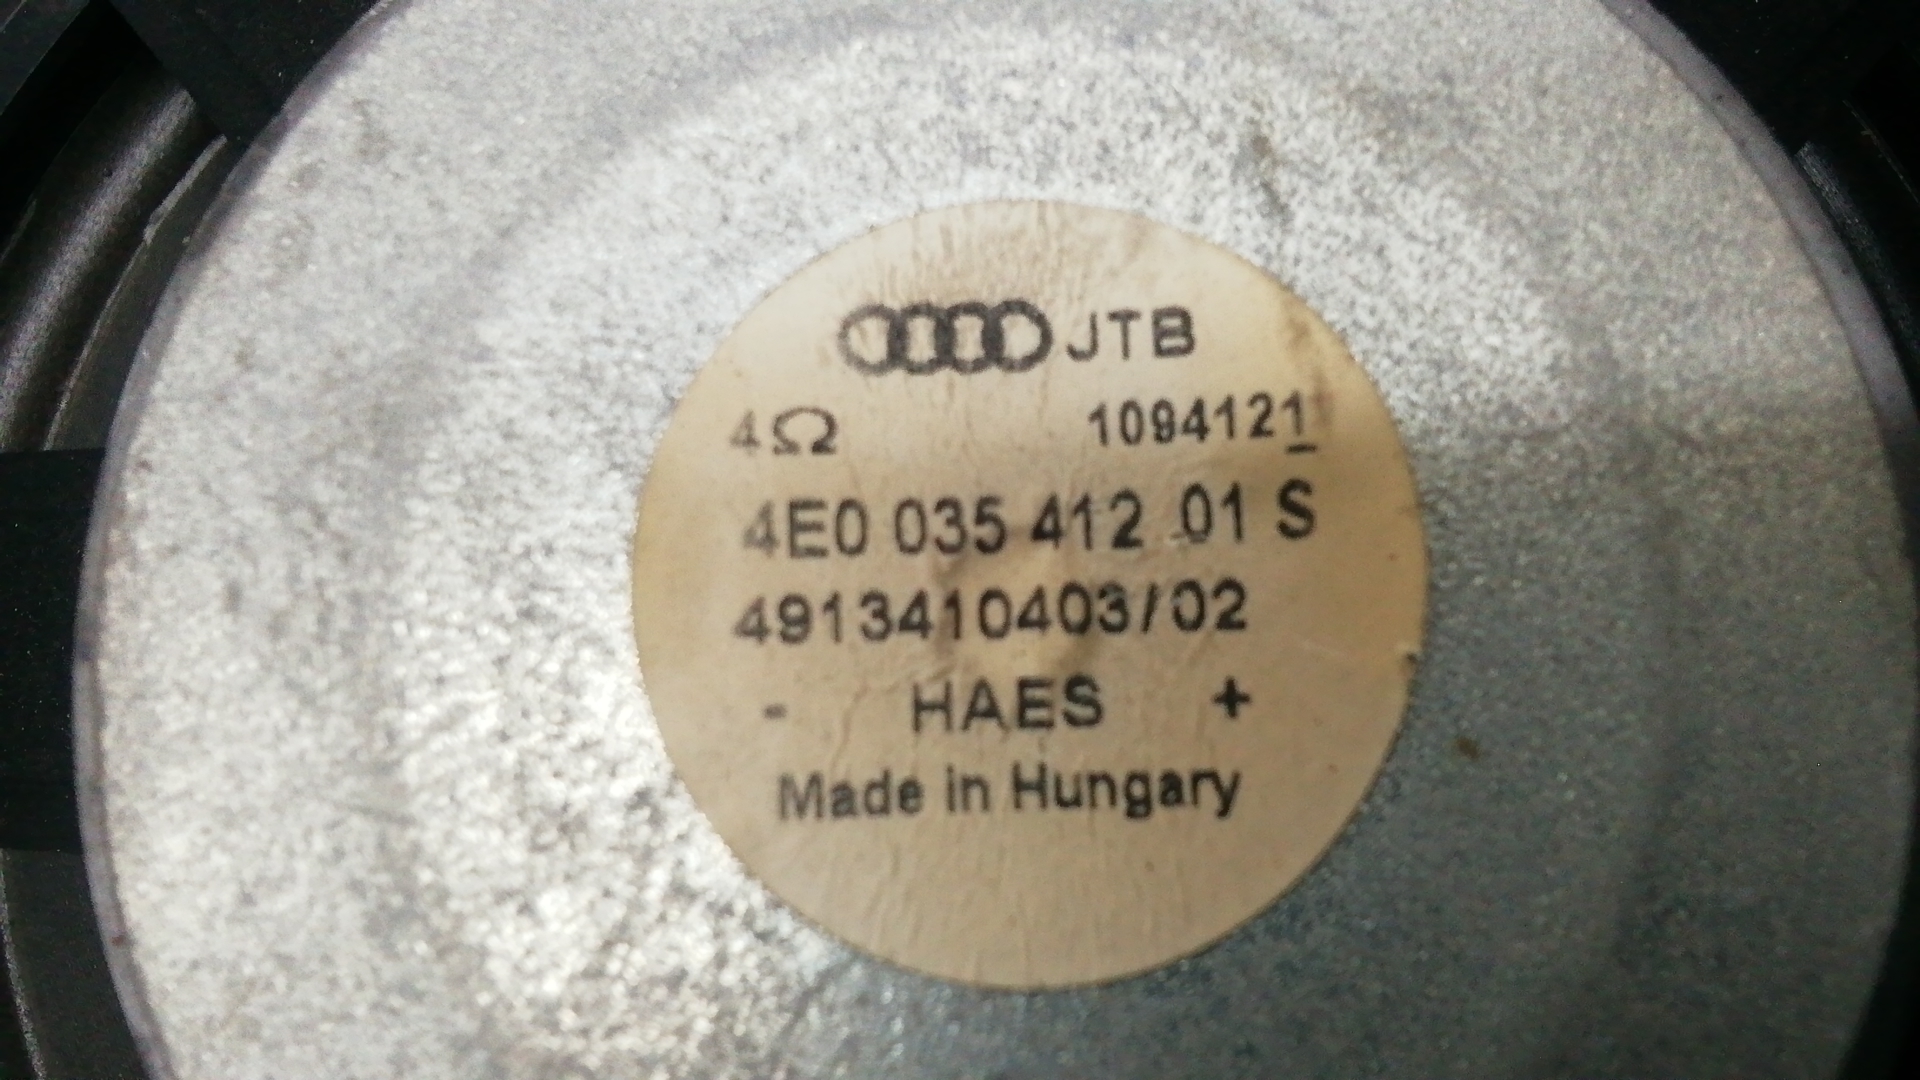 JTB
4Ω 1094121
4E0 035 412 01 S
4913410403/02
- HAES +
Made in Hungary